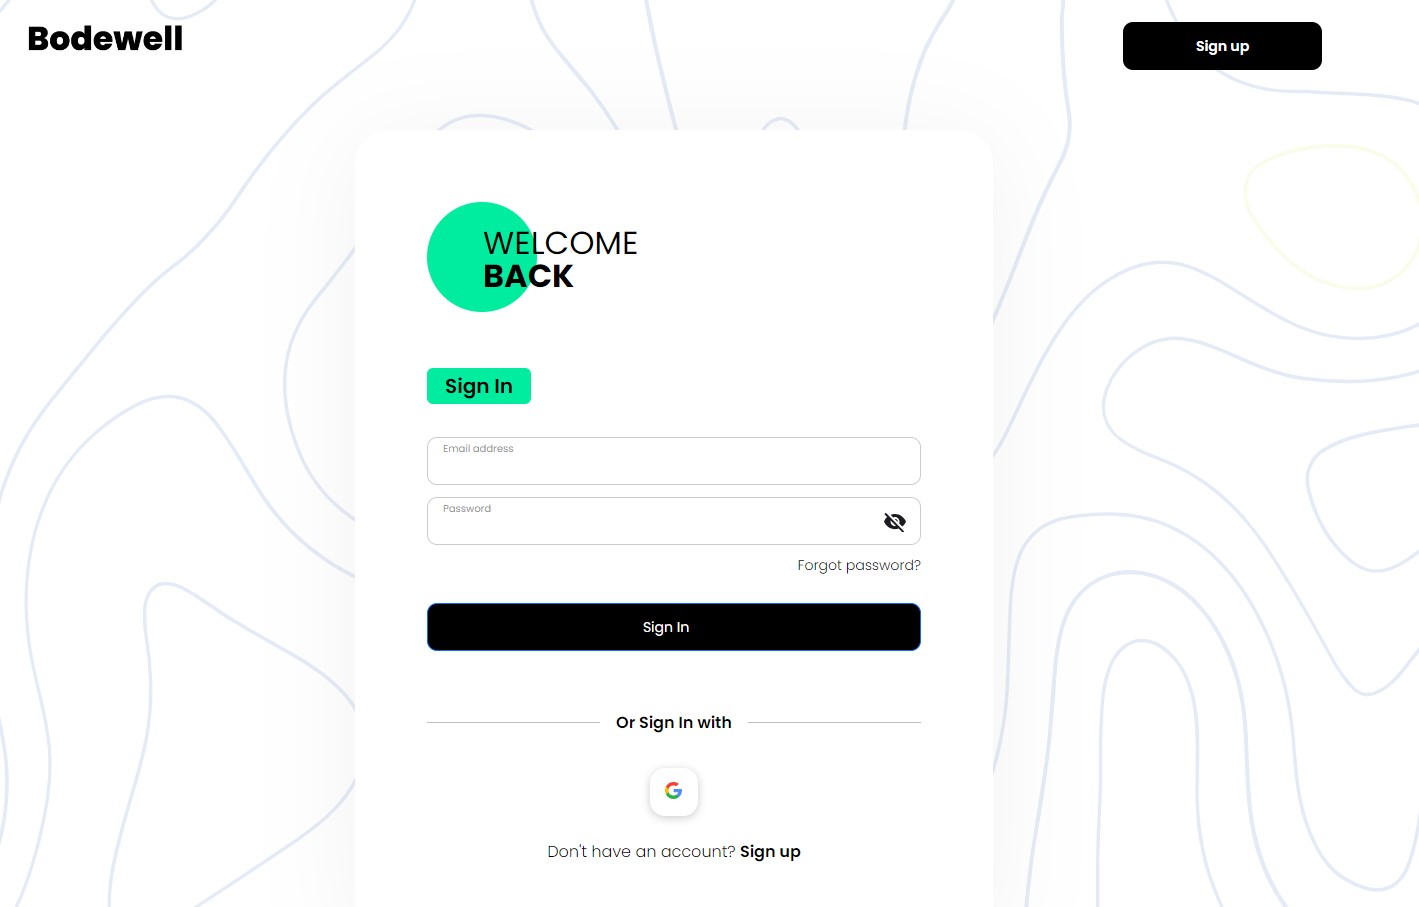 Bodewell
Sign up
WELCOME
BACK
Sign In
Email address
Password
Forgot password?
Sign In
Or Sign In with
Don't have an account? Sign up